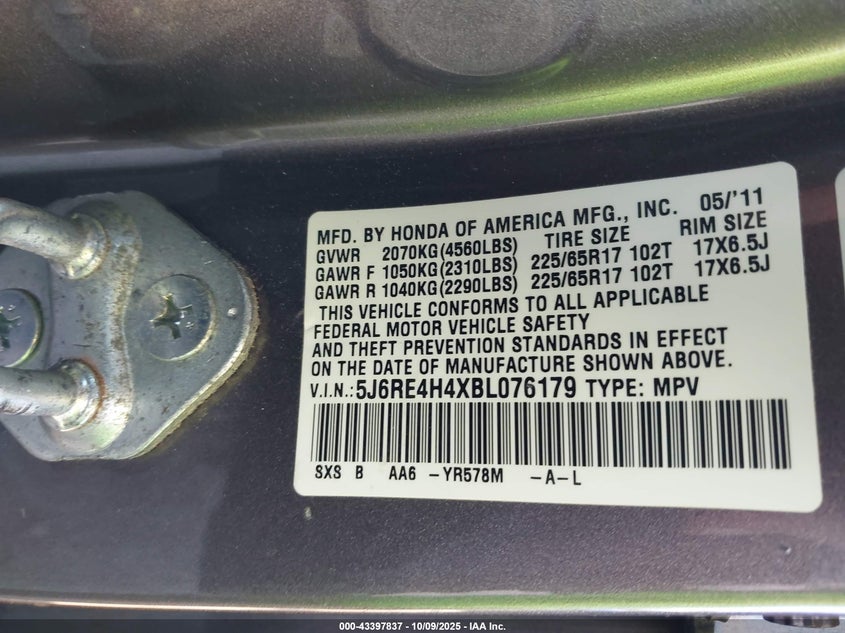 MFD. BY HONDA OF AMERICA MFG., INC. 05/'11
GVWR 2070KG(4560LBS) TIRE SIZE RIM SIZE
GAWR F 1050KG(2310LBS) 225/65R17 102T 17X6.5J
GAWR R 1040KG(2290LBS) 225/65R17 102T 17X6.5J
THIS VEHICLE CONFORMS TO ALL APPLICABLE
FEDERAL MOTOR VEHICLE SAFETY
AND THEFT PREVENTION STANDARDS IN EFFECT
ON THE DATE OF MANUFACTURE SHOWN ABOVE.
V.I.N.: 5J6RE4H4XBL076179 TYPE: MPV
SXS B AA6 -YR578M -A-L
000-43397837 - 10/09/2025 - IAA Inc.